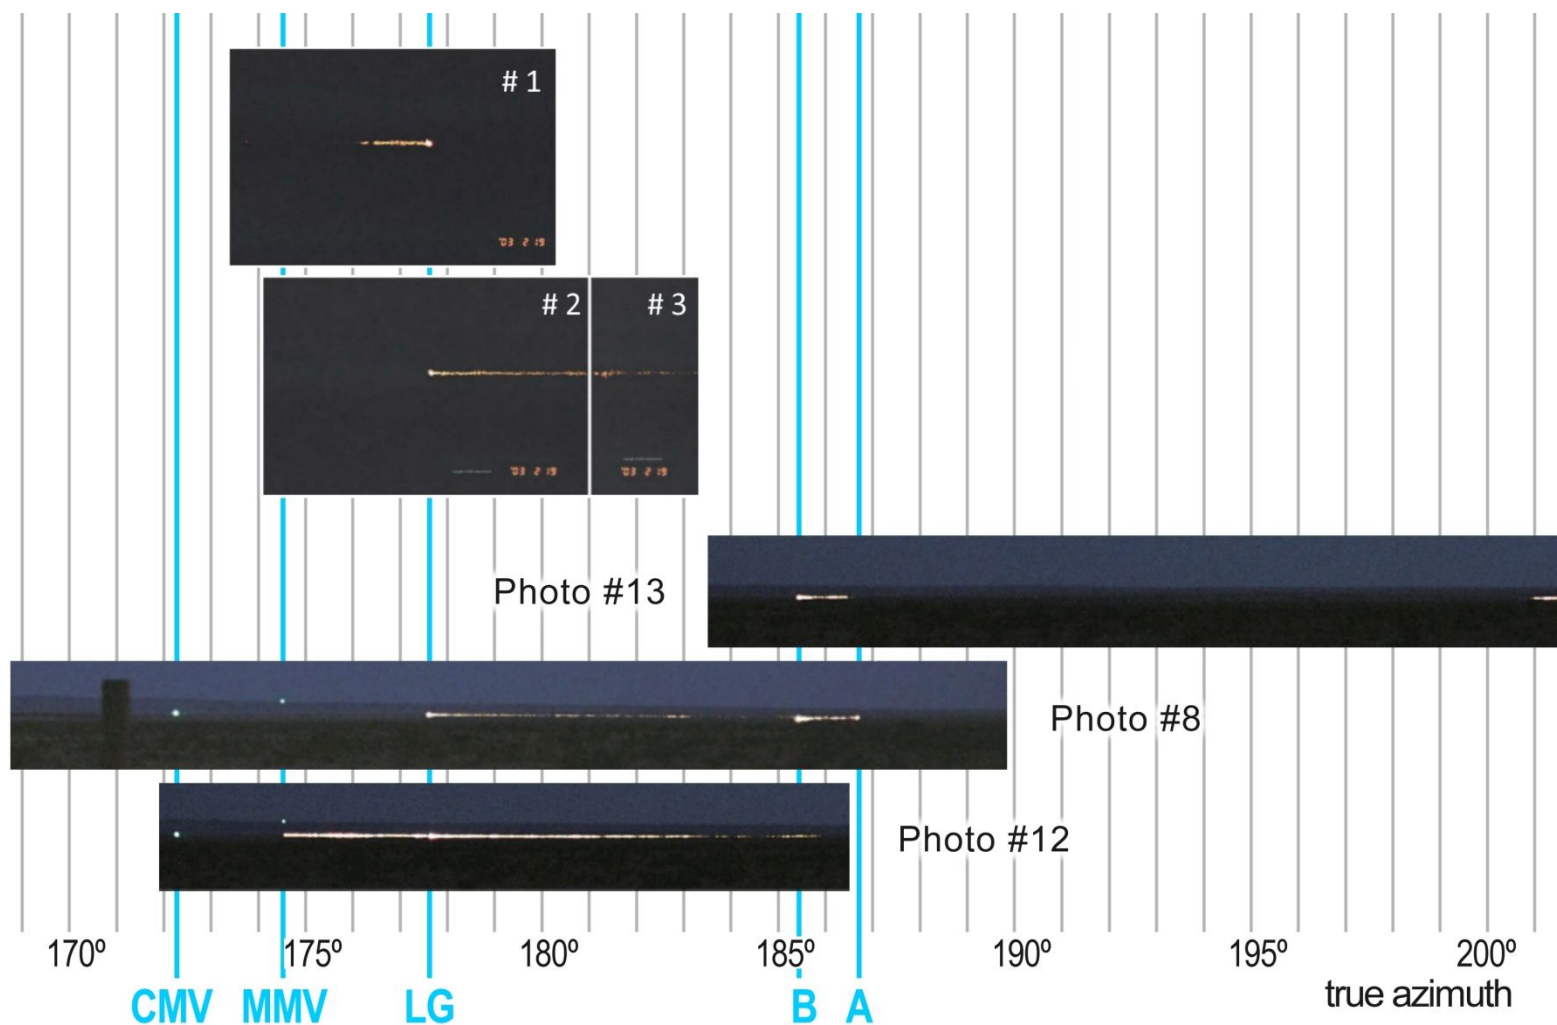 # 1
'03 2 19
# 2
# 3
'03 2 19
'03 2 19
Photo #13
Photo #8
Photo #12
170º 175º 180º 185º 190º 195º 200º
true azimuth
CMV MMV LG B A